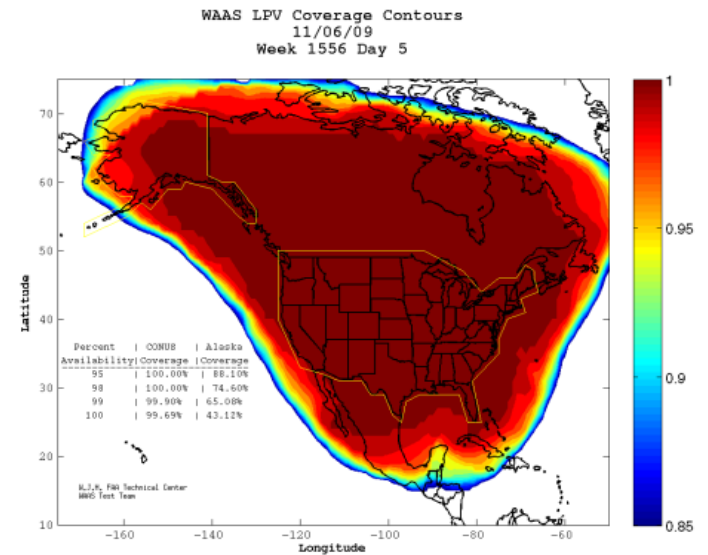 WAAS LPV Coverage Contours
11/06/09
Week 1556 Day 5
70
60
50
40
30
20
10
Latitude
-160
-140
-120
-100
-80
-60
Longitude
1
0.95
0.9
0.85
Percent | CONUS | Alaska
Availability|Coverage |Coverage
95 | 100.00% | 88.10%
98 | 100.00% | 74.60%
99 | 99.90% | 65.08%
100 | 99.69% | 43.12%
W.J.H. FAA Technical Center
WAAS Test Team